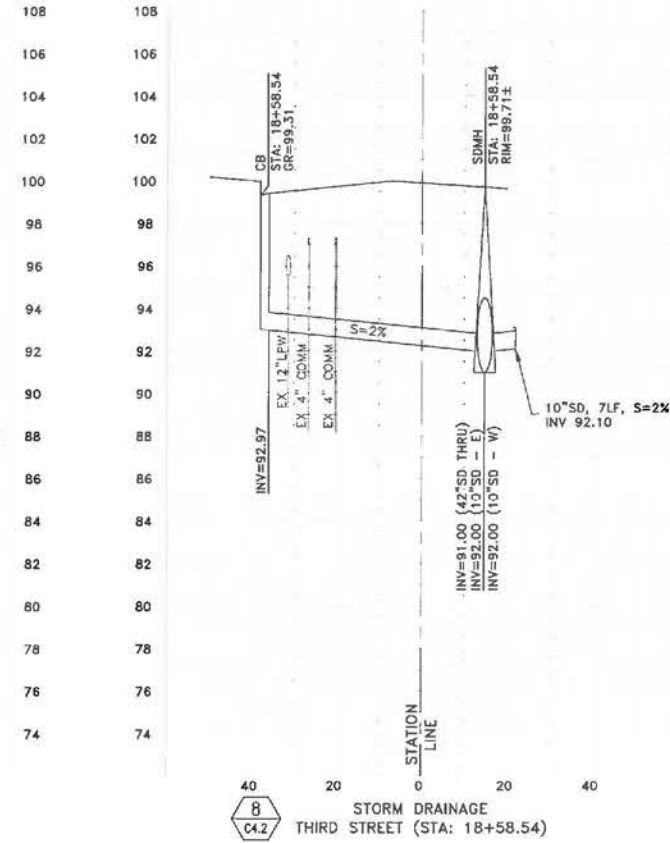 108 108
106 106
104 104
102 102
100 100
98 98
96 96
94 94
92 92
90 90
88 88
86 86
84 84
82 82
80 80
78 78
76 76
74 74
CB
STA: 18+58.54
GR=99.31
SDMH
STA: 18+58.54
RIM=99.71±
S=2%
EX 12"LPW
EX 4" COMM
EX 4" COMM
INV=92.97
10"SD, 7LF, S=2%
INV 92.10
INV=91.00 (42"SD THRU)
INV=92.00 (10"SD - E)
INV=92.00 (10"SD - W)
STATION
LINE
40 20 0 20 40
8
C4.2
STORM DRAINAGE
THIRD STREET (STA: 18+58.54)